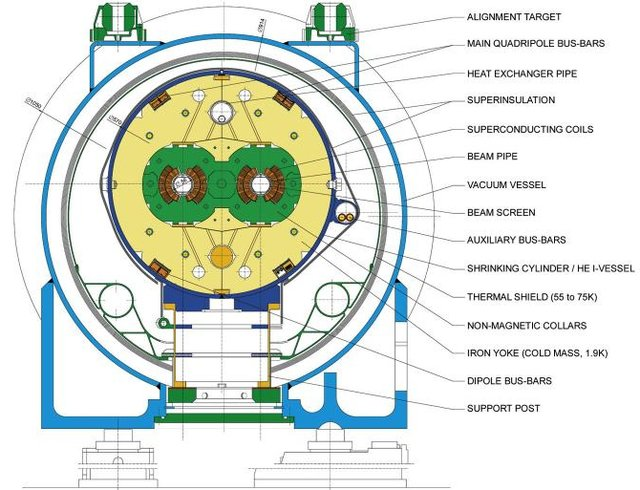 ALIGNMENT TARGET
MAIN QUADRIPOLE BUS-BARS
HEAT EXCHANGER PIPE
SUPERINSULATION
SUPERCONDUCTING COILS
BEAM PIPE
VACUUM VESSEL
BEAM SCREEN
AUXILIARY BUS-BARS
SHRINKING CYLINDER / HE I-VESSEL
THERMAL SHIELD (55 to 75K)
NON-MAGNETIC COLLARS
IRON YOKE (COLD MASS, 1.9K)
DIPOLE BUS-BARS
SUPPORT POST
∅914
∅570